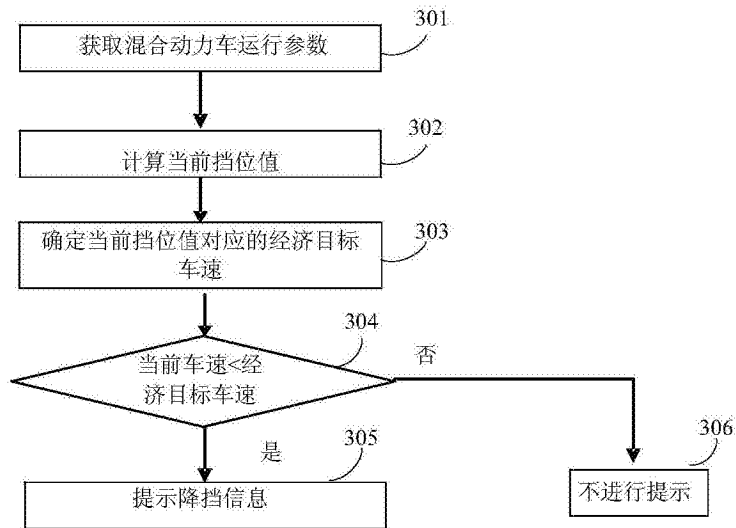 301
获取混合动力车运行参数
302
计算当前挡位值
303
确定当前挡位值对应的经济目标
车速
304
当前车速<经
济目标车速
否
是
305
提示降挡信息
306
不进行提示